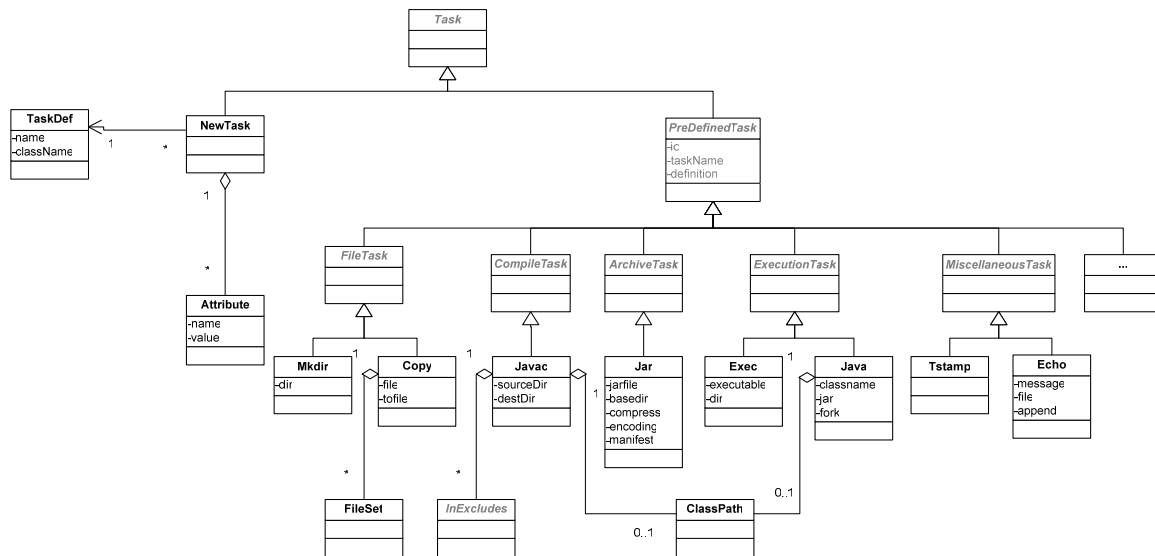 Task
TaskDef
-name
-className
1
*
NewTask
1
*
Attribute
-name
-value
PreDefinedTask
-ic
-taskName
-definition
FileTask
CompileTask
ArchiveTask
ExecutionTask
MiscellaneousTask
...
Mkdir
-dir
1
Copy
-file
-tofile
1
Javac
-sourceDir
-destDir
1
Jar
-jarfile
-basedir
-compress
-encoding
-manifest
Exec
-executable
-dir
1
Java
-classname
-jar
-fork
Tstamp
Echo
-message
-file
-append
*
*
FileSet
InExcludes
0..1
ClassPath
0..1